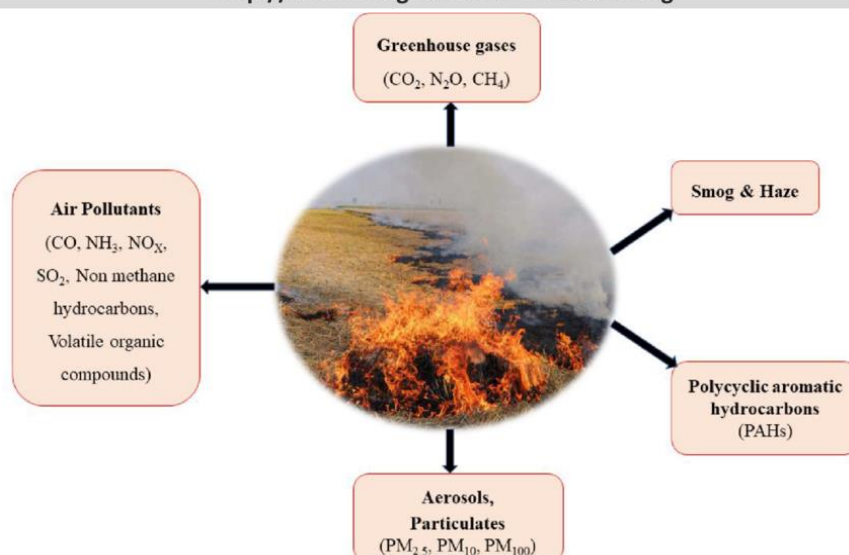 Greenhouse gases
(CO₂, N₂O, CH₄)
Smog & Haze
Air Pollutants
(CO, NH₃, NOₓ,
SO₂, Non methane
hydrocarbons,
Volatile organic
compounds)
Polycyclic aromatic
hydrocarbons
(PAHs)
Aerosols,
Particulates
(PM₂.₅, PM₁₀, PM₁₀₀)